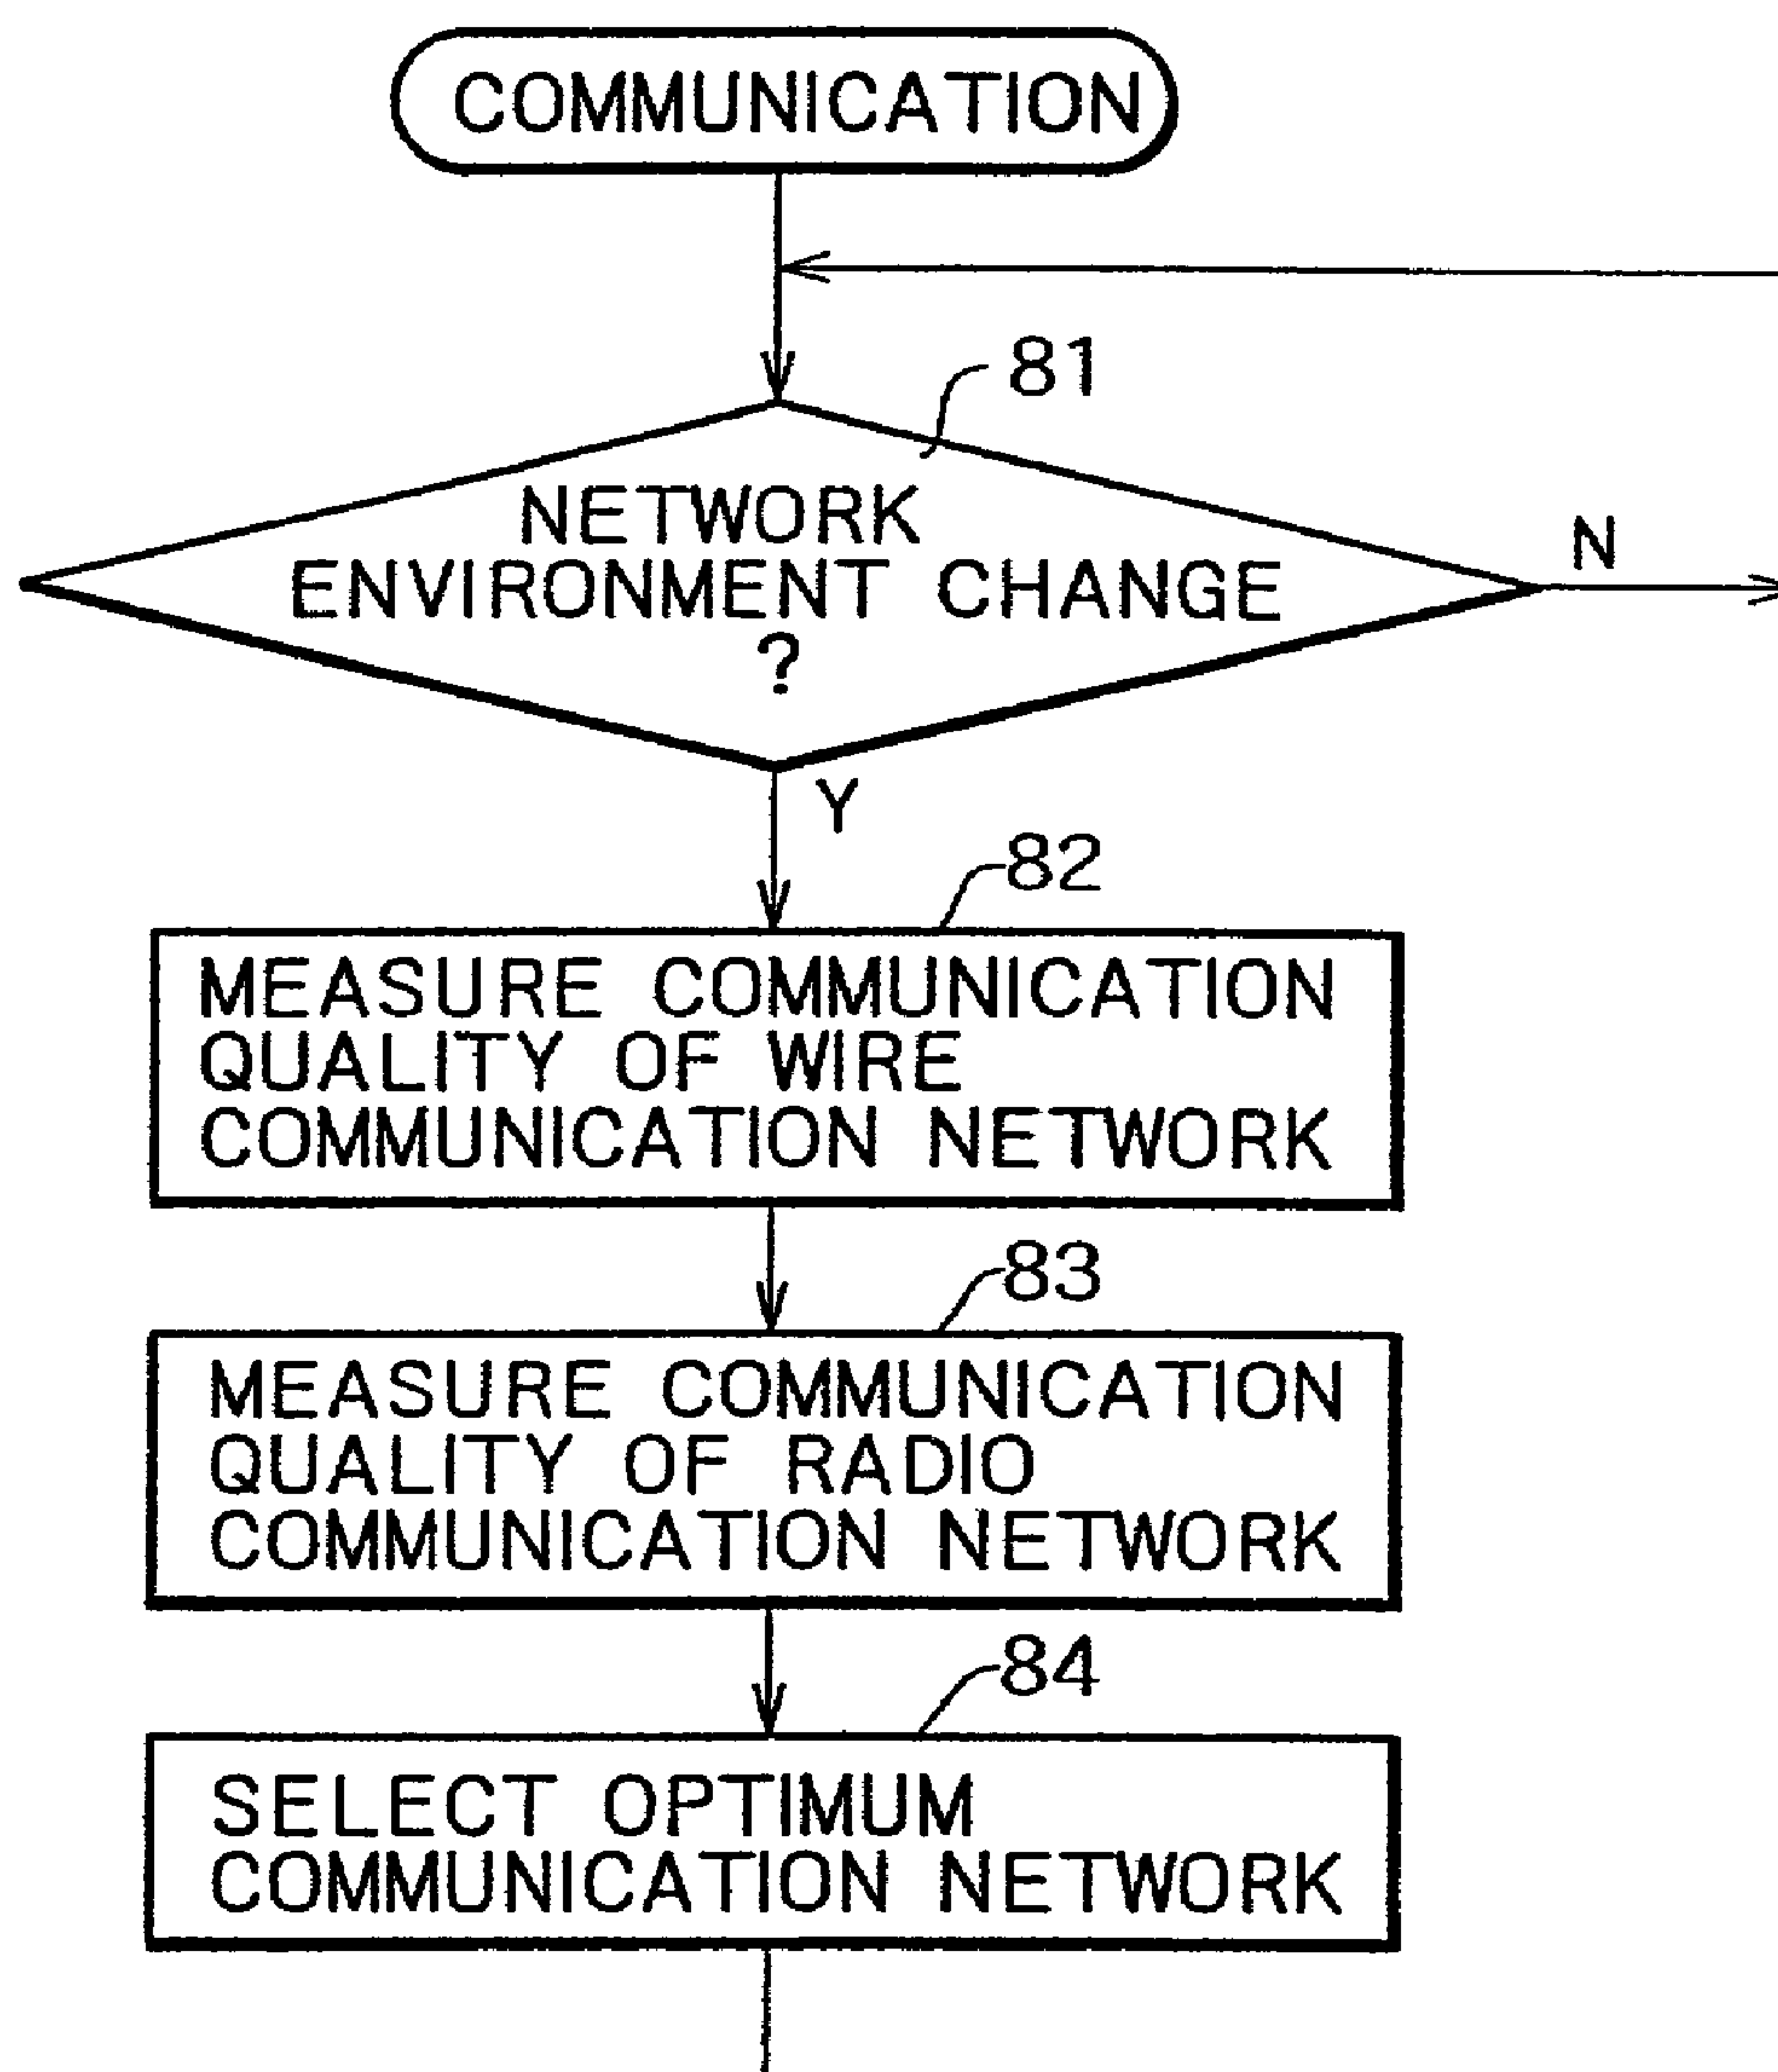 COMMUNICATION
81
NETWORK
ENVIRONMENT CHANGE
?
N
Y
82
MEASURE COMMUNICATION
QUALITY OF WIRE
COMMUNICATION NETWORK
83
MEASURE COMMUNICATION
QUALITY OF RADIO
COMMUNICATION NETWORK
84
SELECT OPTIMUM
COMMUNICATION NETWORK